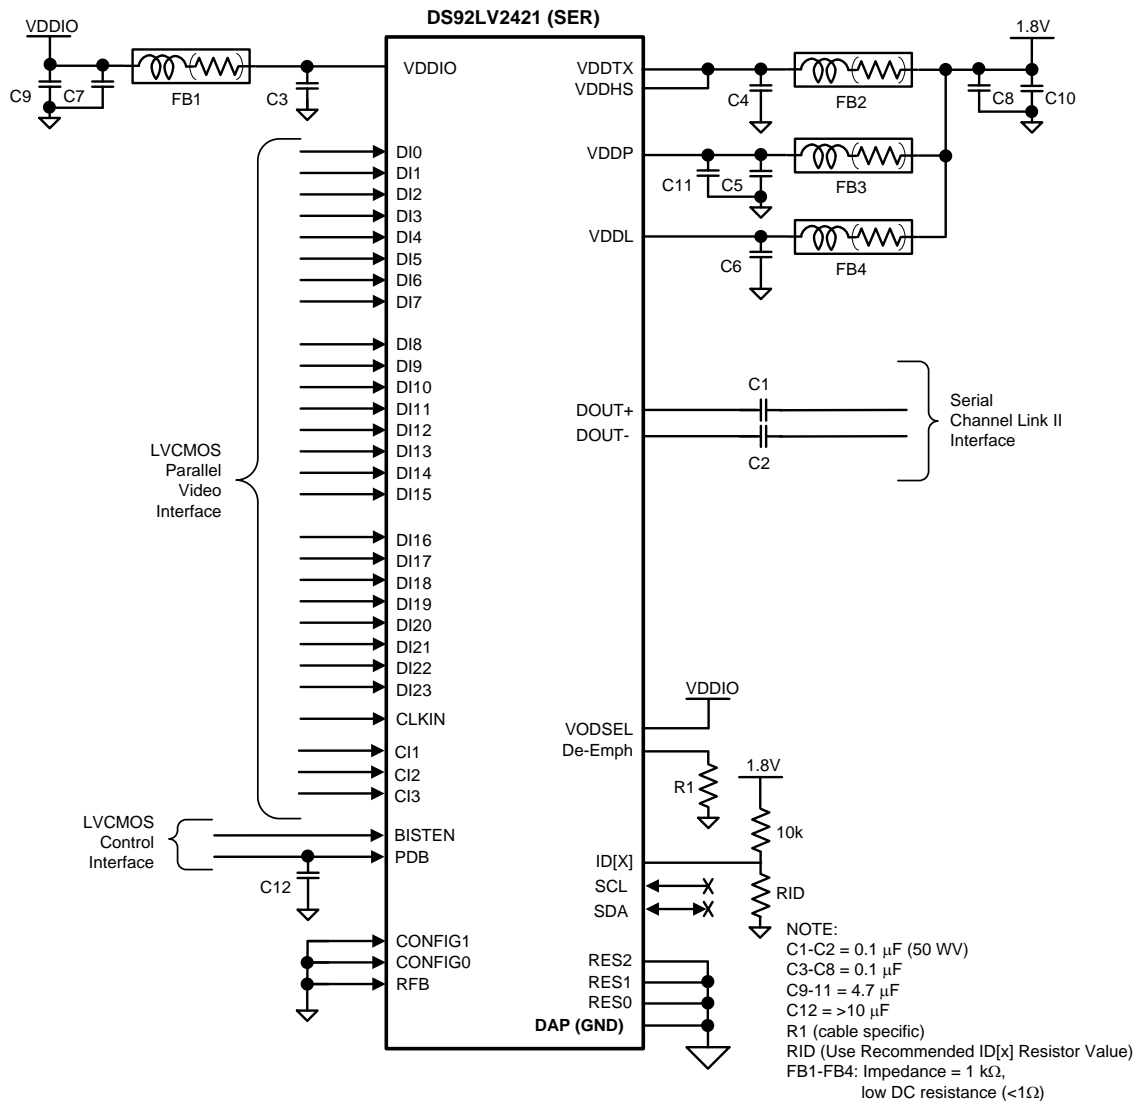 DS92LV2421 (SER)
VDDIO
C9
C7
FB1
C3
VDDIO
VDDTX
VDDHS
C4
FB2
1.8V
C8
C10
VDDP
C11
C5
FB3
VDDL
C6
FB4
LVCMOS
Parallel
Video
Interface
DI0
DI1
DI2
DI3
DI4
DI5
DI6
DI7
DI8
DI9
DI10
DI11
DI12
DI13
DI14
DI15
DI16
DI17
DI18
DI19
DI20
DI21
DI22
DI23
CLKIN
CI1
CI2
CI3
DOUT+
DOUT-
C1
C2
Serial
Channel Link II
Interface
LVCMOS
Control
Interface
BISTEN
PDB
C12
CONFIG1
CONFIG0
RFB
VDDIO
VODSEL
De-Emph
R1
1.8V
10k
ID[X]
RID
SCL
SDA
RES2
RES1
RES0
DAP (GND)
NOTE:
C1-C2 = 0.1 μF (50 WV)
C3-C8 = 0.1 μF
C9-11 = 4.7 μF
C12 = >10 μF
R1 (cable specific)
RID (Use Recommended ID[x] Resistor Value)
FB1-FB4: Impedance = 1 kΩ,
low DC resistance (<1Ω)